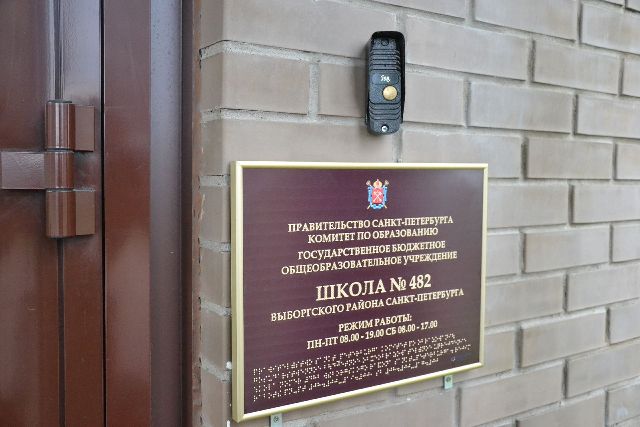 ПРАВИТЕЛЬСТВО САНКТ-ПЕТЕРБУРГА
КОМИТЕТ ПО ОБРАЗОВАНИЮ
ГОСУДАРСТВЕННОЕ БЮДЖЕТНОЕ
ОБЩЕОБРАЗОВАТЕЛЬНОЕ УЧРЕЖДЕНИЕ
ШКОЛА № 482
ВЫБОРГСКОГО РАЙОНА САНКТ-ПЕТЕРБУРГА
РЕЖИМ РАБОТЫ:
ПН-ПТ 08.00 - 19.00 СБ 08.00 - 17.00